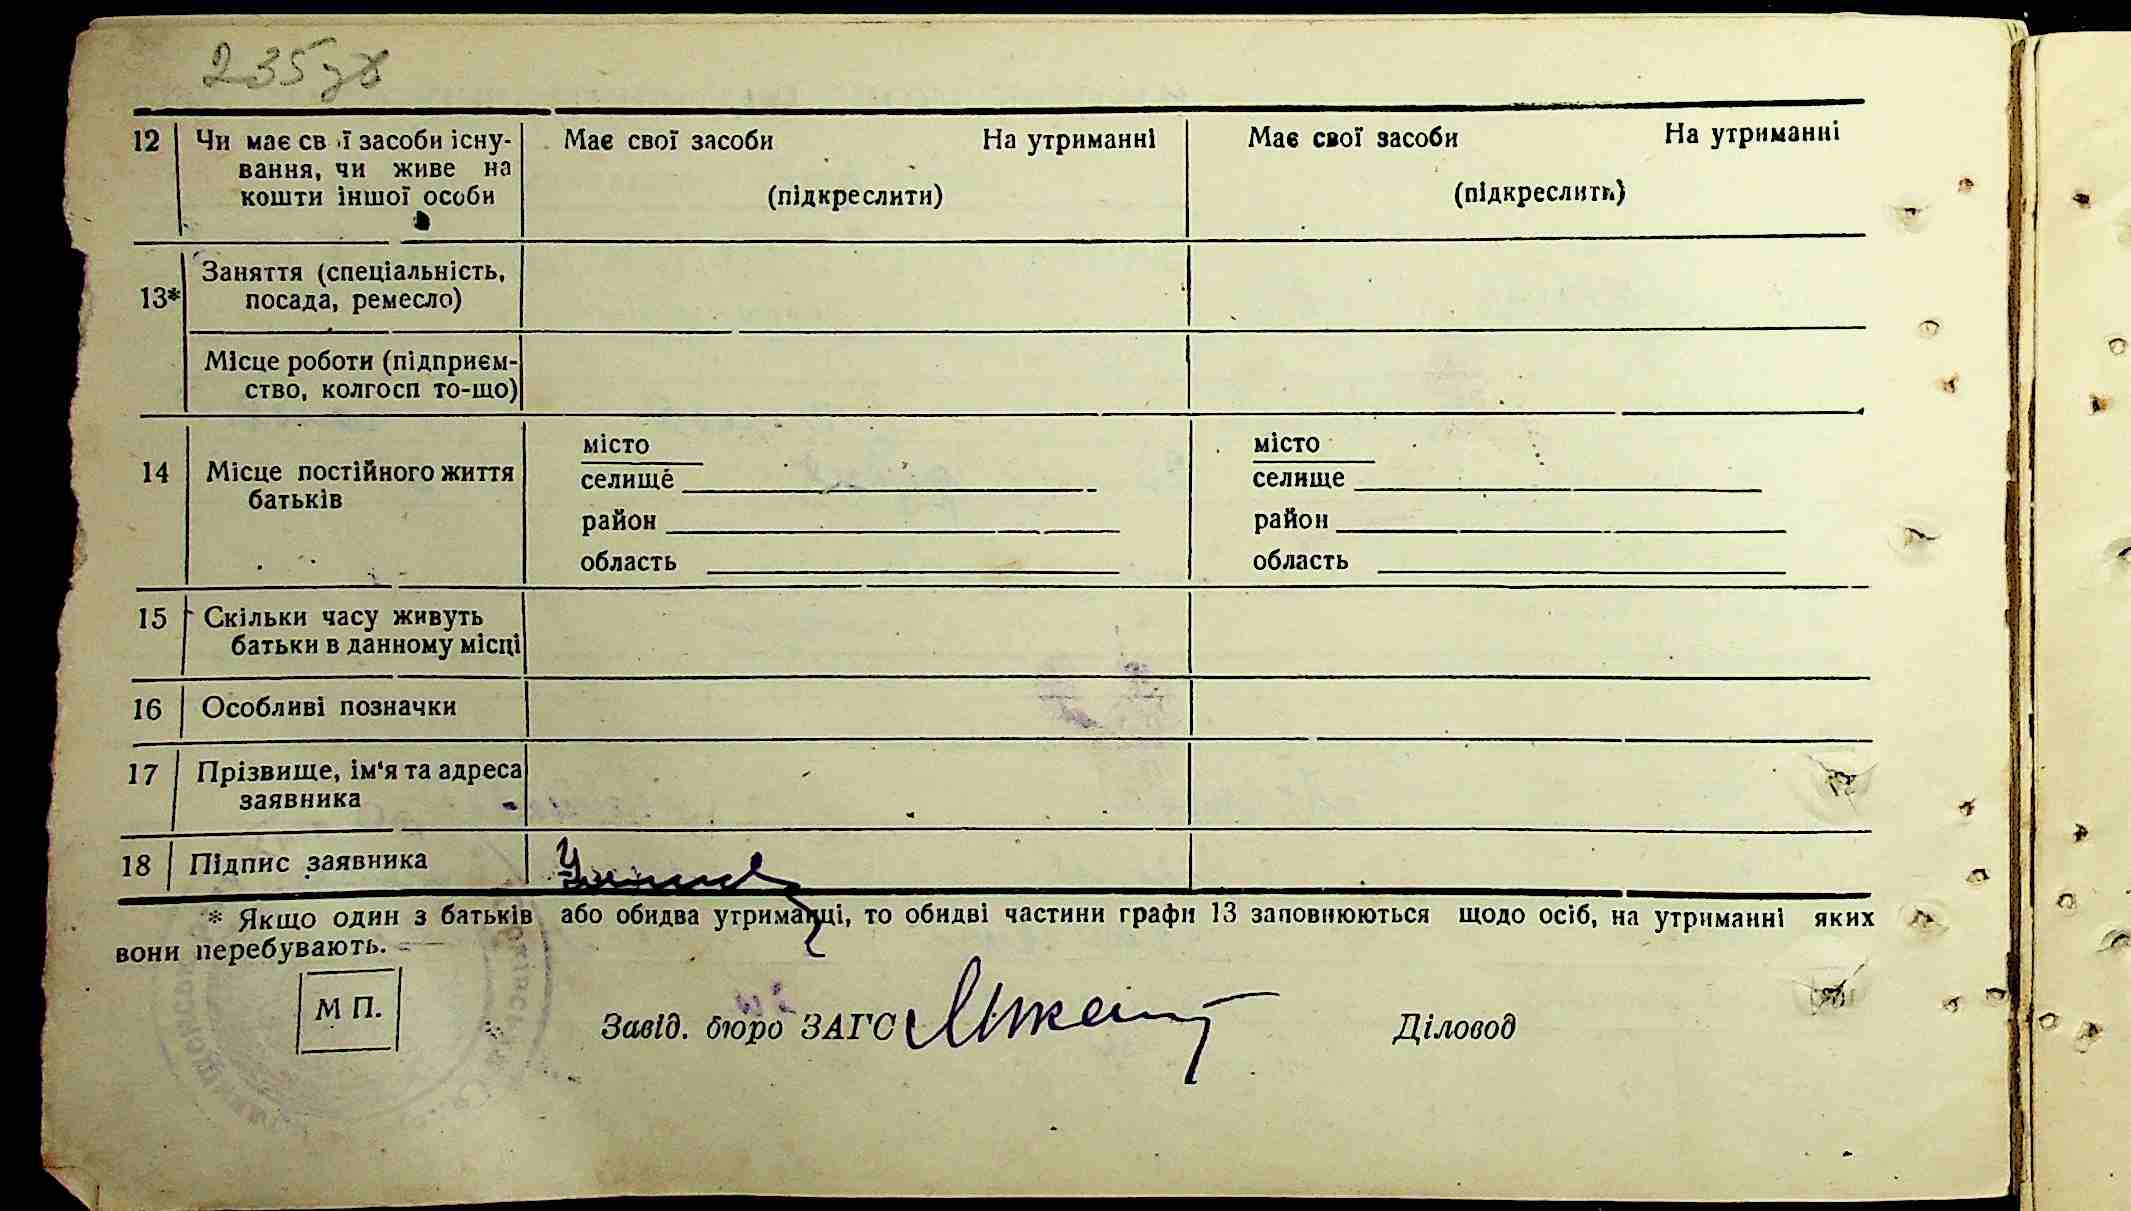 235 зв
12 Чи має св ої засоби існу- Має свої засоби На утриманні Має свої засоби На утриманні
вання, чи живе на
кошти іншої особи (підкреслити) (підкреслить)
13* Заняття (спеціальність,
посада, ремесло)
Місце роботи (підприєм-
ство, колгосп то-що)
14 Місце постійного життя
батьків
місто місто
селище селище
район район
область область
15 Скільки часу живуть
батьки в данному місці
16 Особливі позначки
17 Прізвище, ім'я та адреса
заявника
18 Підпис заявника
* Якщо один з батьків або обидва утриманці, то обидві частини графи 13 заповнюються щодо осіб, на утриманні яких
вони перебувають.
М П.
Завід. бюро ЗАГС Діловод